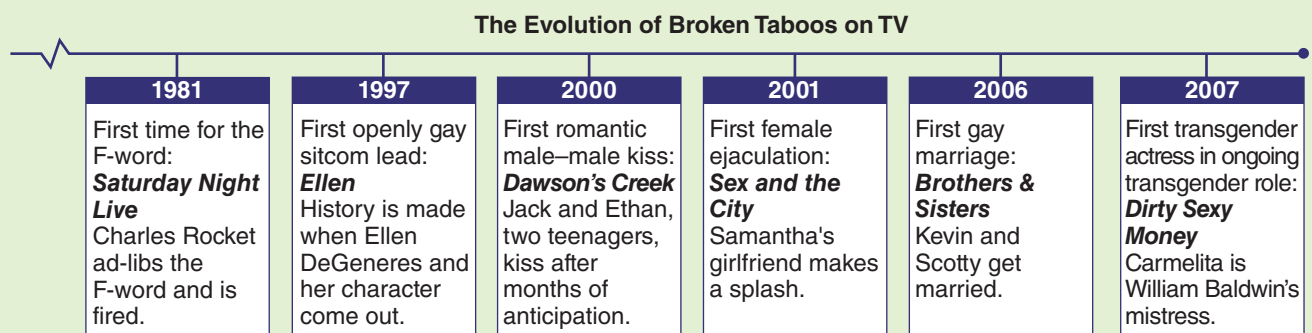 The Evolution of Broken Taboos on TV
1981
First time for the
F-word:
Saturday Night
Live
Charles Rocket
ad-libs the
F-word and is
fired.
1997
First openly gay
sitcom lead:
Ellen
History is made
when Ellen
DeGeneres and
her character
come out.
2000
First romantic
male–male kiss:
Dawson's Creek
Jack and Ethan,
two teenagers,
kiss after
months of
anticipation.
2001
First female
ejaculation:
Sex and the
City
Samantha's
girlfriend makes
a splash.
2006
First gay
marriage:
Brothers &
Sisters
Kevin and
Scotty get
married.
2007
First transgender
actress in ongoing
transgender role:
Dirty Sexy
Money
Carmelita is
William Baldwin's
mistress.